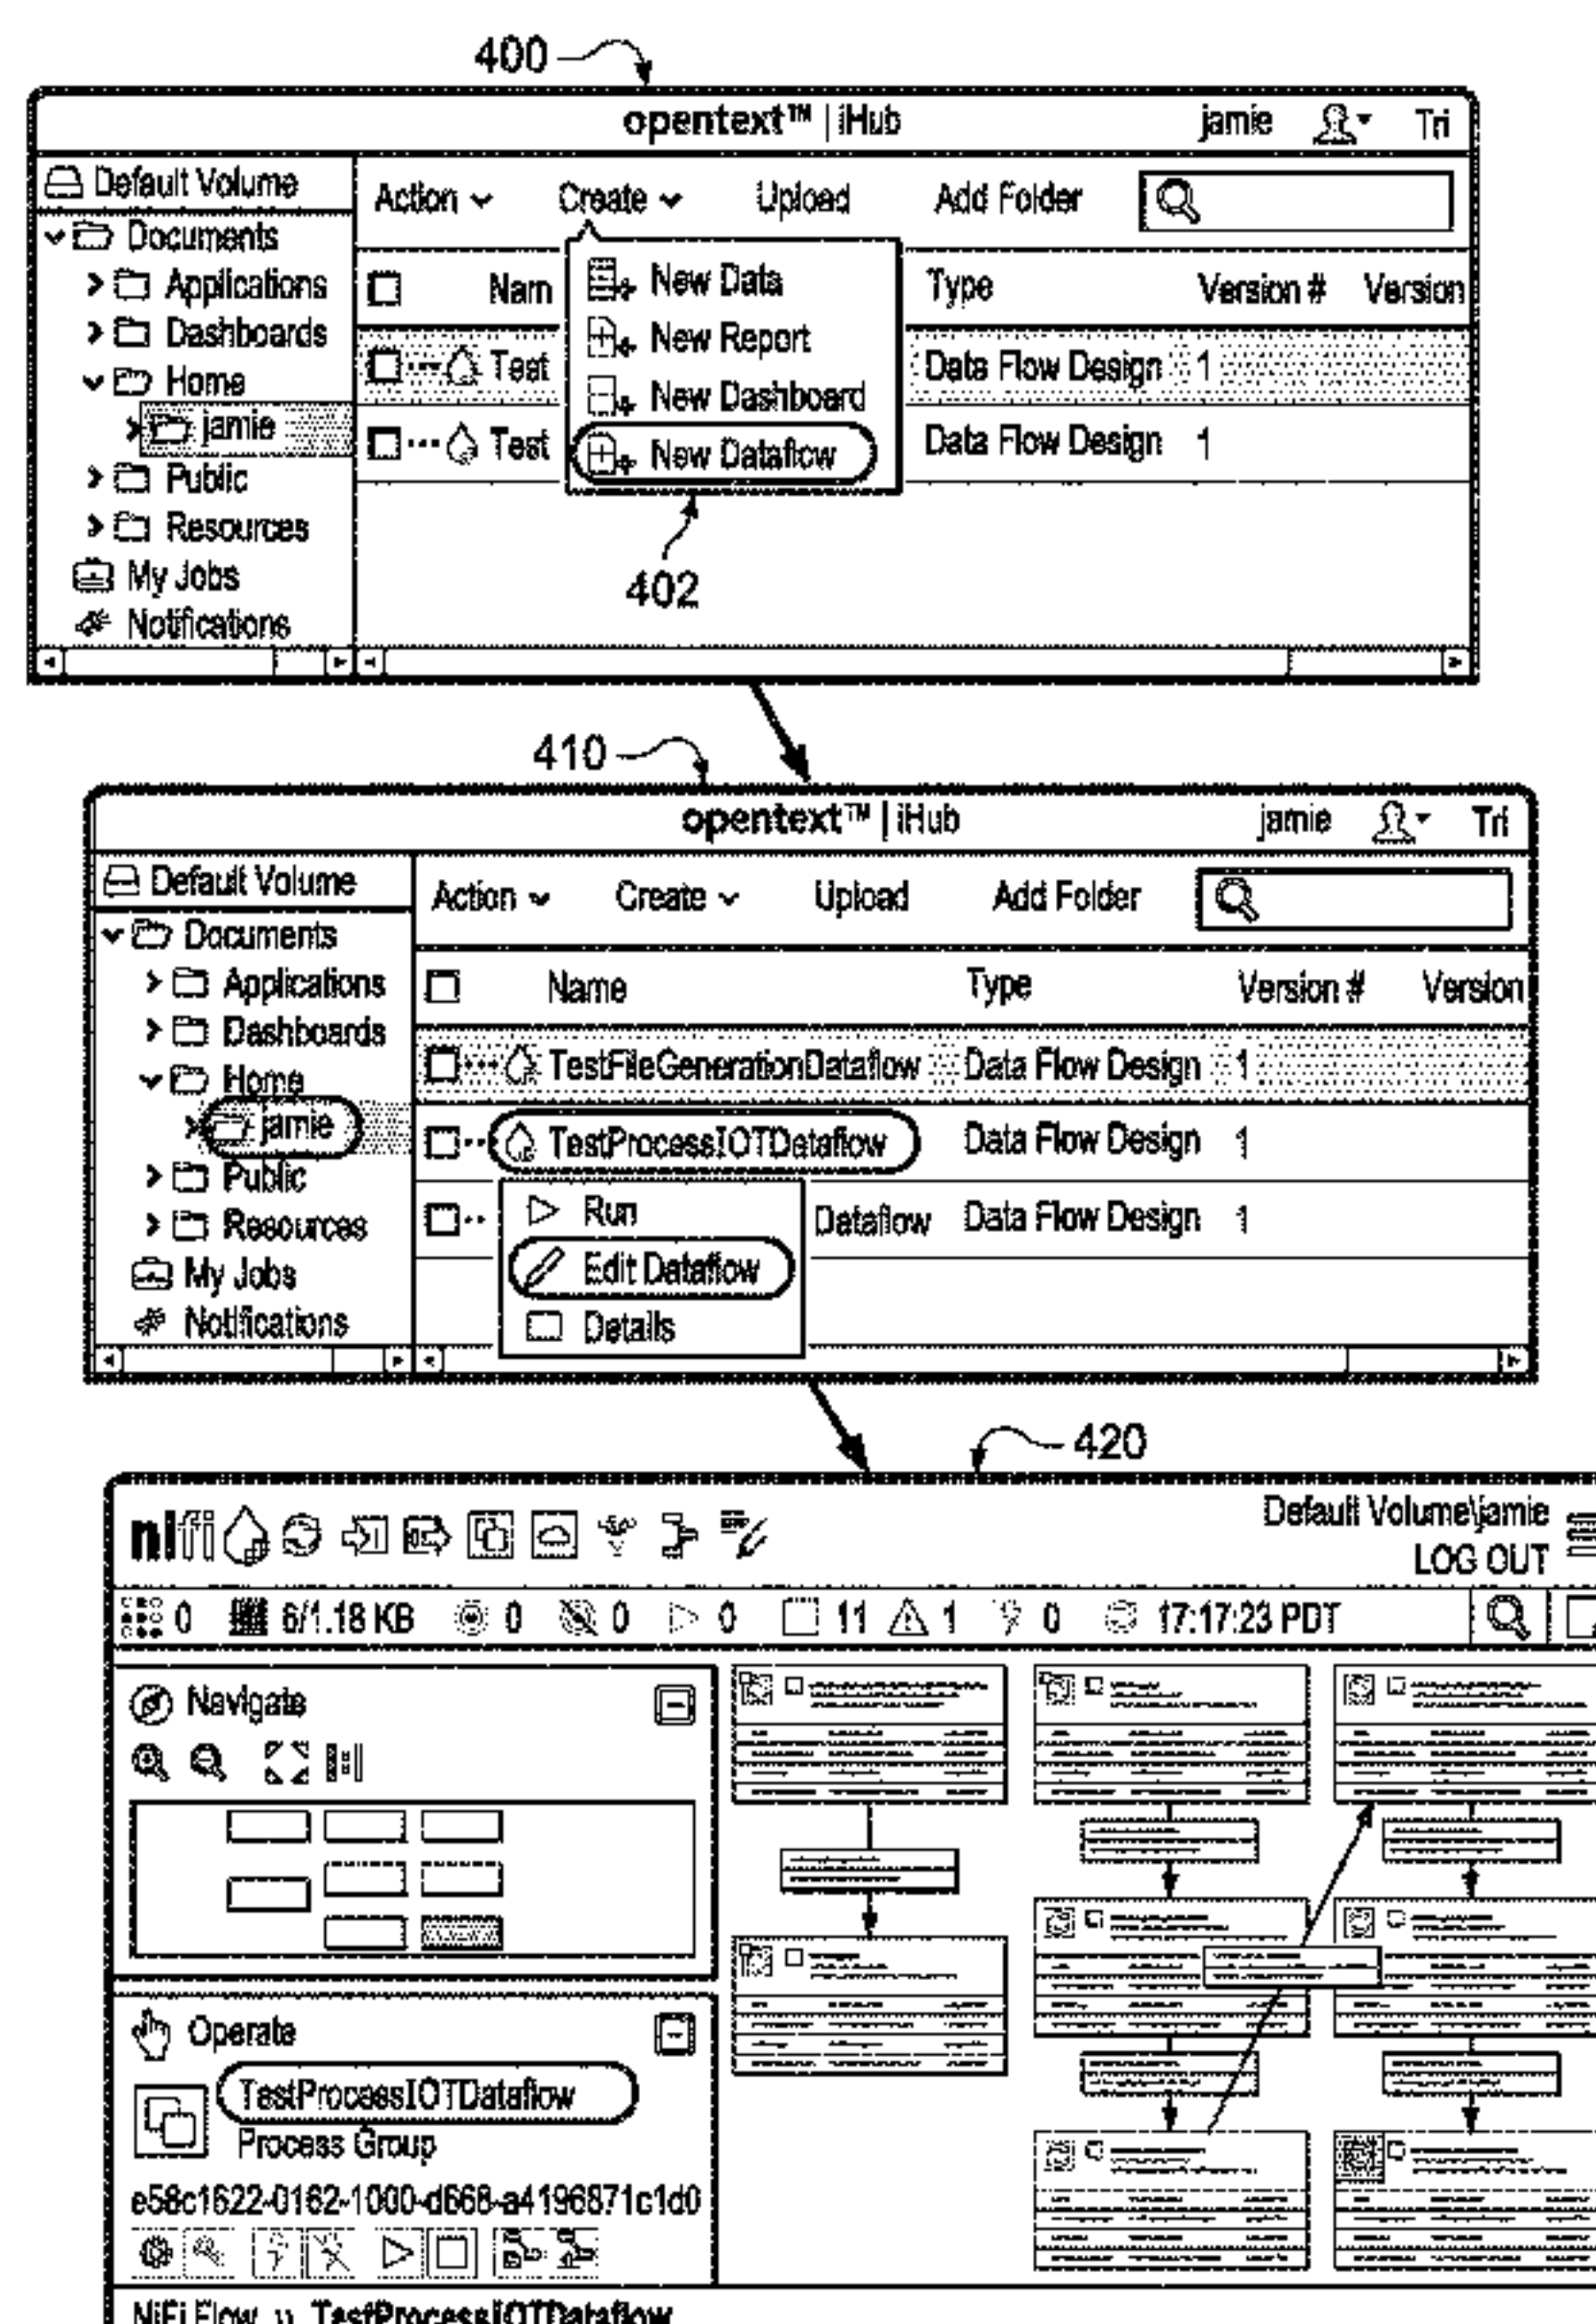 400
opentext™ | iHub jamie Tri
Default Volume
Action Create Upload Add Folder
Documents
Applications
Dashboards
Home
jamie
Public
Resources
My Jobs
Notifications
Nam Type Version # Version
New Data
New Report
New Dashboard
New Dataflow
Test Data Flow Design 1
Test Data Flow Design 1
402
410
opentext™ | iHub jamie Tri
Default Volume
Action Create Upload Add Folder
Documents
Applications
Dashboards
Home
jamie
Public
Resources
My Jobs
Notifications
Name Type Version # Version
TestFileGenerationDataflow Data Flow Design 1
TestProcessIOTDataflow Data Flow Design 1
Dataflow Data Flow Design 1
Run
Edit Dataflow
Details
420
nifi Default Volume\jamie
LOG OUT
0 6/1.18 KB 0 0 0 11 1 0 17:17:23 PDT
Navigate
Operate
TestProcessIOTDataflow
Process Group
e58c1622-0162-1000-d668-a4196871c1d0
NiFi Flow » TestProcessIOTDataflow